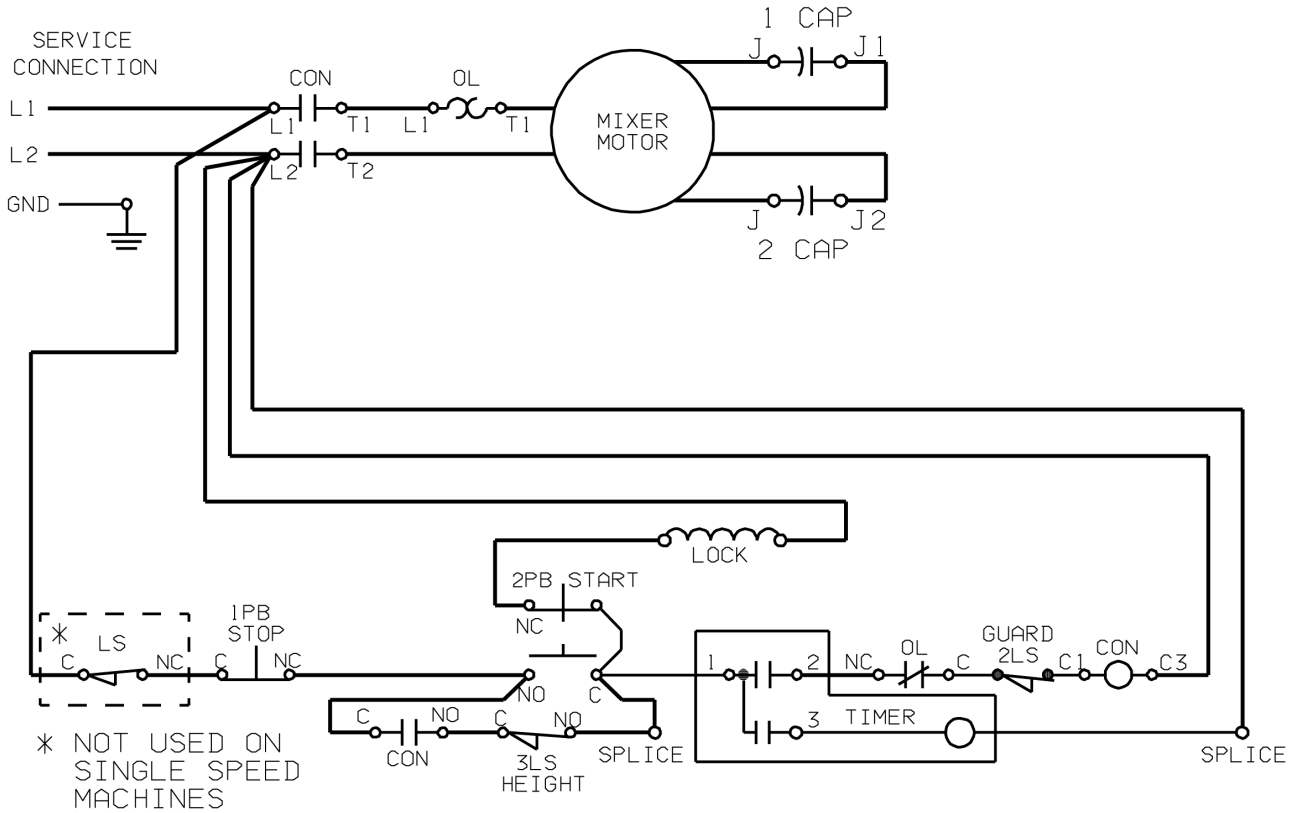 1 CAP
SERVICE
CONNECTION
J
J1
CON
OL
L1
L1
T1
L1
T1
MIXER
MOTOR
L2
L2
T2
GND
J
J2
2 CAP
LOCK
2PB START
NC
*
LS
1PB
STOP
C
NC
C
NC
NO
C
1
2
NC
OL
C
GUARD
2LS
C1
CON
C3
C
NO
C
NO
CON
3LS
HEIGHT
SPLICE
3
TIMER
SPLICE
* NOT USED ON
SINGLE SPEED
MACHINES